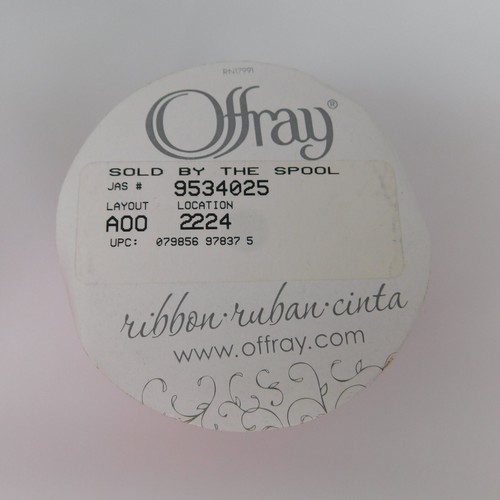 Offray®
SOLD BY THE SPOOL
JAS # 9534025
LAYOUT LOCATION
A00 2224
UPC: 079856 97837 5
ribbon·ruban·cinta
www.offray.com